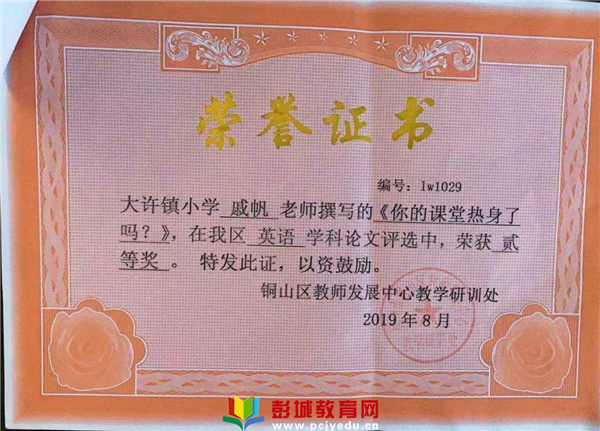 荣誉证书
编号：lw1029
大许镇小学 戚帆 老师撰写的《你的课堂热身了
吗？》，在我区 英语 学科论文评选中，荣获 贰
等奖 。 特发此证，以资鼓励。
铜山区教师发展中心教学研训处
2019年8月
彭城教育网
www.pcjyedu.cn